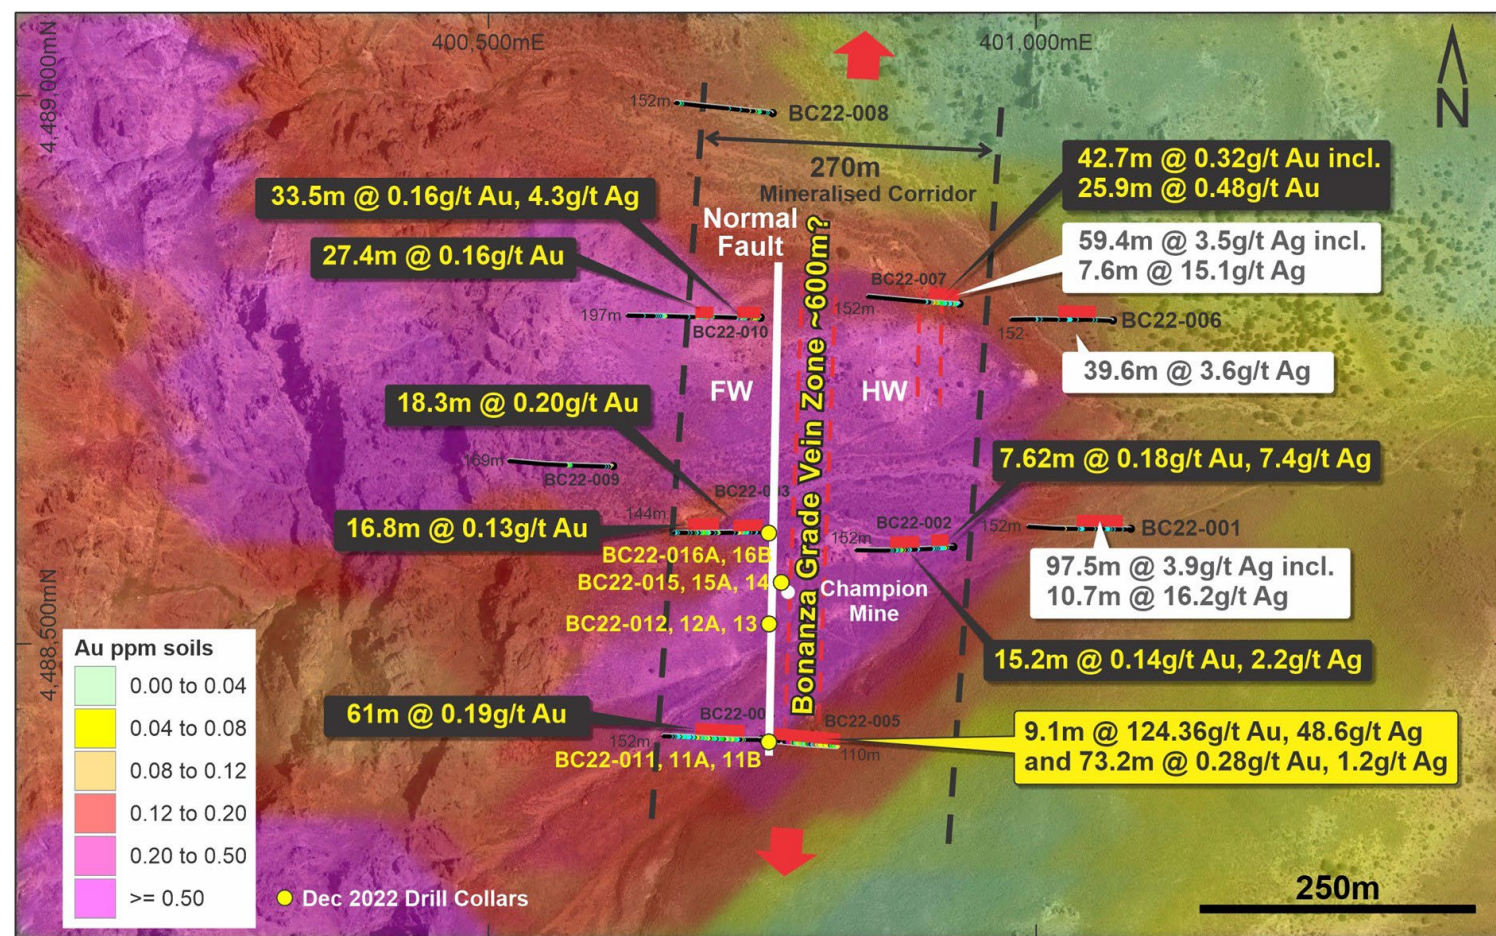 400,500mE
401,000mE
4,489,000mN
N
152m
BC22-008
270m
Mineralised Corridor
42.7m @ 0.32g/t Au incl.
25.9m @ 0.48g/t Au
33.5m @ 0.16g/t Au, 4.3g/t Ag
Normal
Fault
27.4m @ 0.16g/t Au
59.4m @ 3.5g/t Ag incl.
7.6m @ 15.1g/t Ag
BC22-007
152m
197m
BC22-010
152
BC22-006
39.6m @ 3.6g/t Ag
FW
HW
Bonanza Grade Vein Zone ~600m?
18.3m @ 0.20g/t Au
7.62m @ 0.18g/t Au, 7.4g/t Ag
169m
BC22-009
144m
16.8m @ 0.13g/t Au
BC22-002
152m
152m
BC22-001
BC22-016A, 16B
BC22-015, 15A, 14
Champion
Mine
97.5m @ 3.9g/t Ag incl.
10.7m @ 16.2g/t Ag
BC22-012, 12A, 13
4,488,500mN
15.2m @ 0.14g/t Au, 2.2g/t Ag
61m @ 0.19g/t Au
152m
BC22-005
110m
BC22-011, 11A, 11B
9.1m @ 124.36g/t Au, 48.6g/t Ag
and 73.2m @ 0.28g/t Au, 1.2g/t Ag
Au ppm soils
0.00 to 0.04
0.04 to 0.08
0.08 to 0.12
0.12 to 0.20
0.20 to 0.50
>= 0.50
Dec 2022 Drill Collars
250m